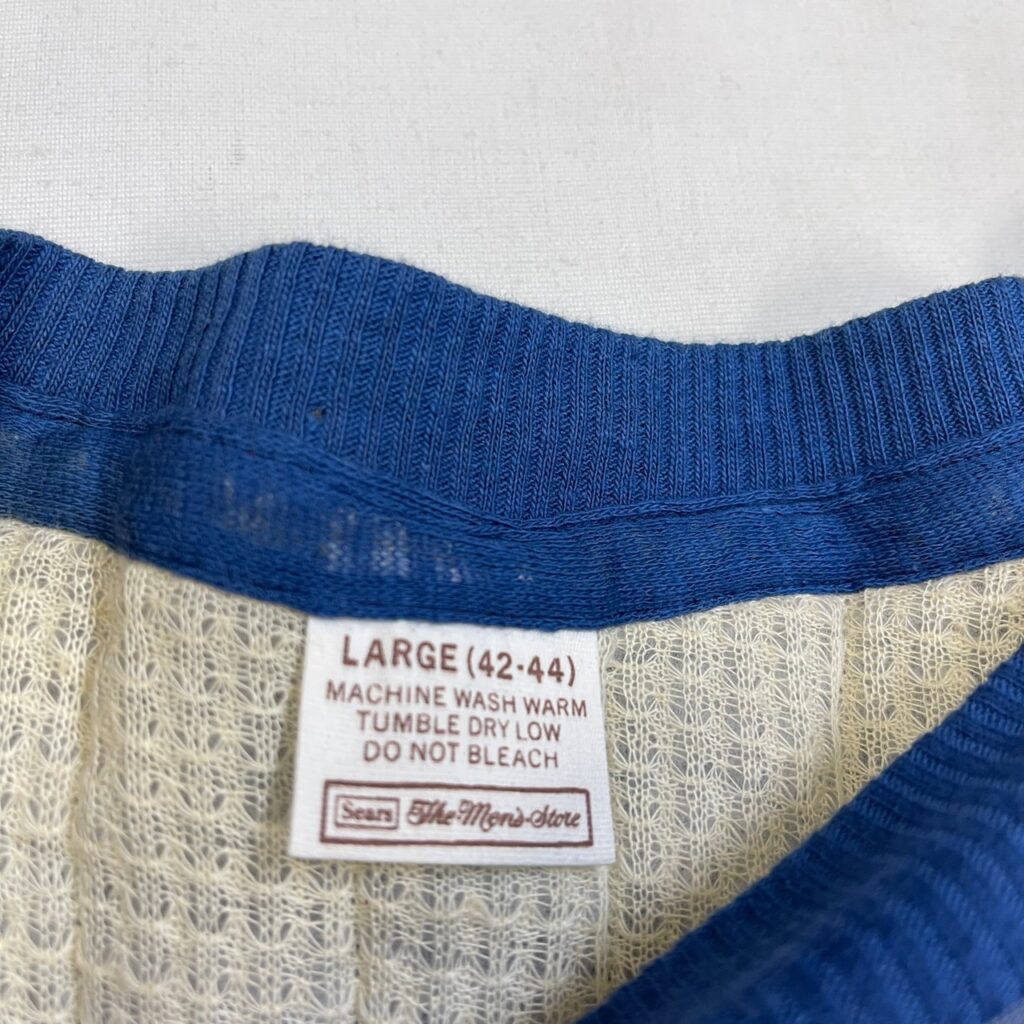 LARGE (42-44)
MACHINE WASH WARM
TUMBLE DRY LOW
DO NOT BLEACH
Sears The Men's Store